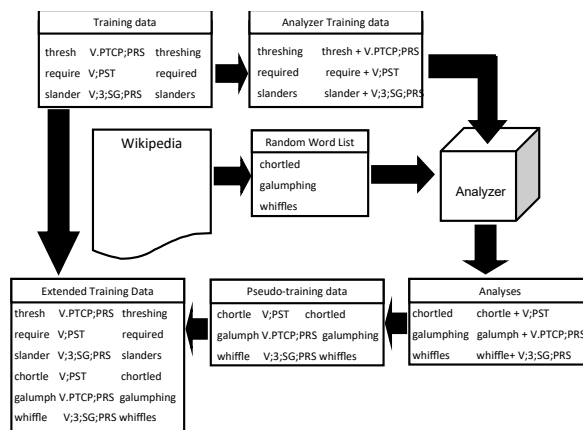 Training data
thresh V.PTCP;PRS threshing
require V;PST required
slander V;3;SG;PRS slanders
Analyzer Training data
threshing thresh + V.PTCP;PRS
required require + V;PST
slanders slander + V;3;SG;PRS
Wikipedia
Random Word List
chortled
galumphing
whiffles
Analyzer
Extended Training Data
thresh V.PTCP;PRS threshing
require V;PST required
slander V;3;SG;PRS slanders
chortle V;PST chortled
galumph V.PTCP;PRS galumphing
whiffle V;3;SG;PRS whiffles
Pseudo-training data
chortle V;PST chortled
galumph V.PTCP;PRS galumphing
whiffle V;3;SG;PRS whiffles
Analyses
chortled chortle + V;PST
galumphing galumph + V.PTCP;PRS
whiffles whiffle+ V;3;SG;PRS